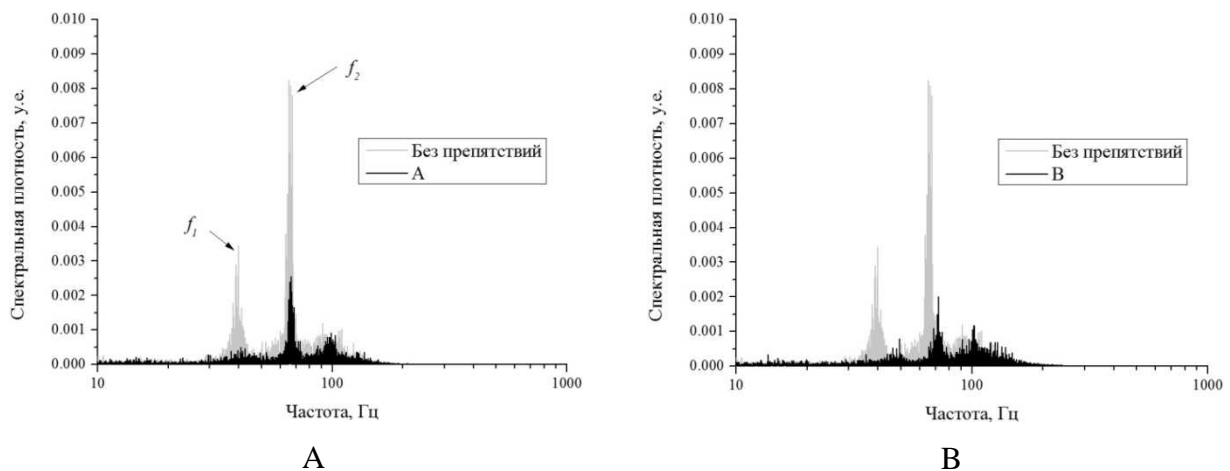 0.010
0.009
0.008
0.007
0.006
0.005
0.004
0.003
0.002
0.001
0.000
Спектральная плотность, у.е.
f1
f2
Без препятствий
A
10
100
1000
Частота, Гц
A
0.010
0.009
0.008
0.007
0.006
0.005
0.004
0.003
0.002
0.001
0.000
Спектральная плотность, у.е.
Без препятствий
B
10
100
1000
Частота, Гц
B